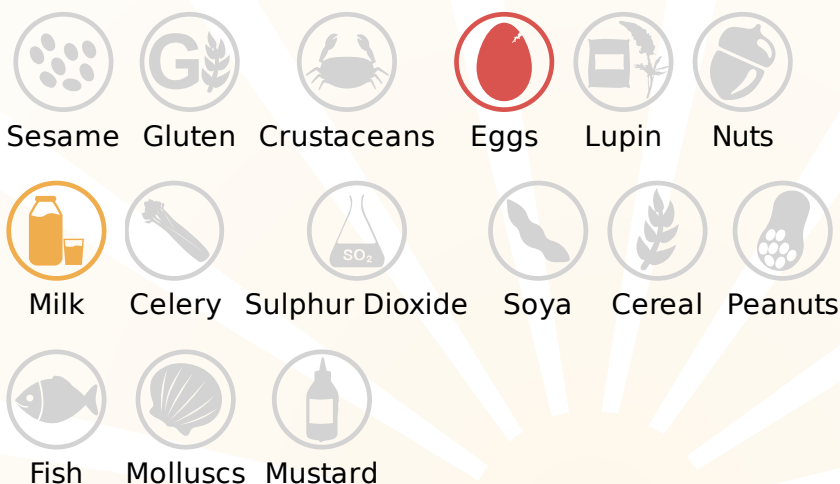 G
Sesame Gluten Crustaceans Eggs Lupin Nuts
SO₂
Milk Celery Sulphur Dioxide Soya Cereal Peanuts
Fish Molluscs Mustard